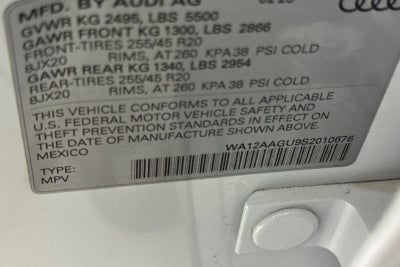 MFD. BY AUDI AG
GVWR KG 2495, LBS 5500
GAWR FRONT KG 1300, LBS 2866
FRONT-TIRES 255/45 R20
8JX20 RIMS, AT 260 KPA 38 PSI COLD
GAWR REAR KG 1340, LBS 2954
REAR-TIRES 255/45 R20
8JX20 RIMS, AT 260 KPA 38 PSI COLD
THIS VEHICLE CONFORMS TO ALL APPLICABLE
U.S. FEDERAL MOTOR VEHICLE SAFETY AND
THEFT PREVENTION STANDARDS IN EFFECT ON
THE DATE OF MANUFACTURE SHOWN ABOVE.
MEXICO
WA12AAGU9S2010676
TYPE:
MPV